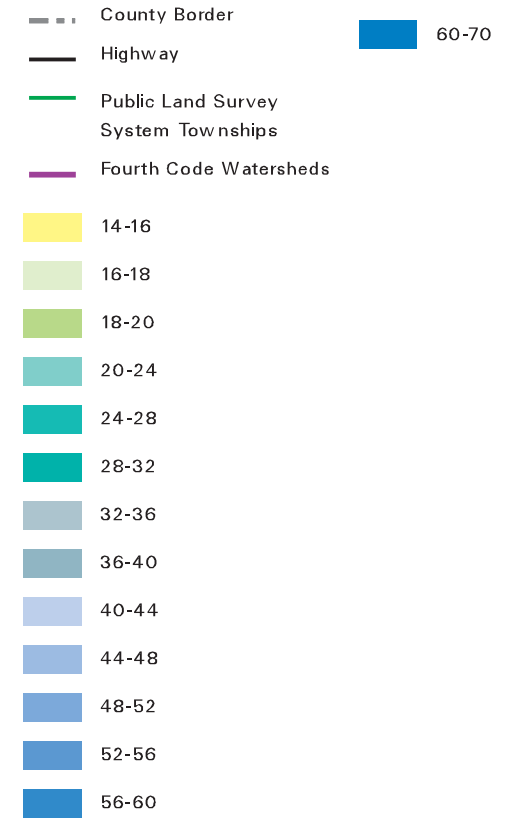 County Border
Highway
Public Land Survey
System Townships
Fourth Code Watersheds
14-16
16-18
18-20
20-24
24-28
28-32
32-36
36-40
40-44
44-48
48-52
52-56
56-60
60-70